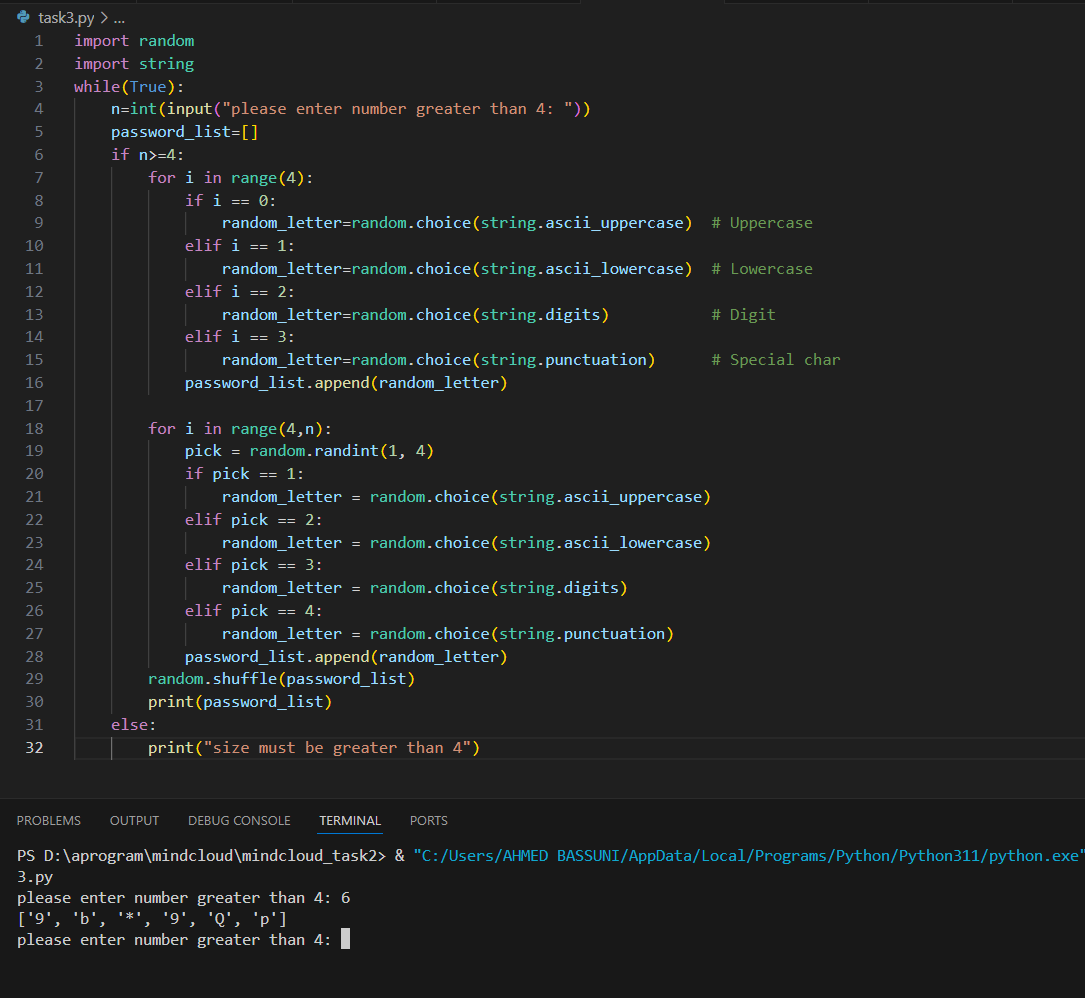 task3.py > ...
1 import random
2 import string
3 while(True):
4     n=int(input("please enter number greater than 4: "))
5     password_list=[]
6     if n>=4:
7         for i in range(4):
8             if i == 0:
9                 random_letter=random.choice(string.ascii_uppercase)  # Uppercase
10             elif i == 1:
11                 random_letter=random.choice(string.ascii_lowercase)  # Lowercase
12             elif i == 2:
13                 random_letter=random.choice(string.digits)           # Digit
14             elif i == 3:
15                 random_letter=random.choice(string.punctuation)      # Special char
16             password_list.append(random_letter)
17
18         for i in range(4,n):
19             pick = random.randint(1, 4)
20             if pick == 1:
21                 random_letter = random.choice(string.ascii_uppercase)
22             elif pick == 2:
23                 random_letter = random.choice(string.ascii_lowercase)
24             elif pick == 3:
25                 random_letter = random.choice(string.digits)
26             elif pick == 4:
27                 random_letter = random.choice(string.punctuation)
28             password_list.append(random_letter)
29         random.shuffle(password_list)
30         print(password_list)
31     else:
32         print("size must be greater than 4")
PROBLEMS OUTPUT DEBUG CONSOLE TERMINAL PORTS
PS D:\aprogram\mindcloud\mindcloud_task2> & "C:/Users/AHMED BASSUNI/AppData/Local/Programs/Python/Python311/python.exe"
3.py
please enter number greater than 4: 6
['9', 'b', '*', '9', 'Q', 'p']
please enter number greater than 4: